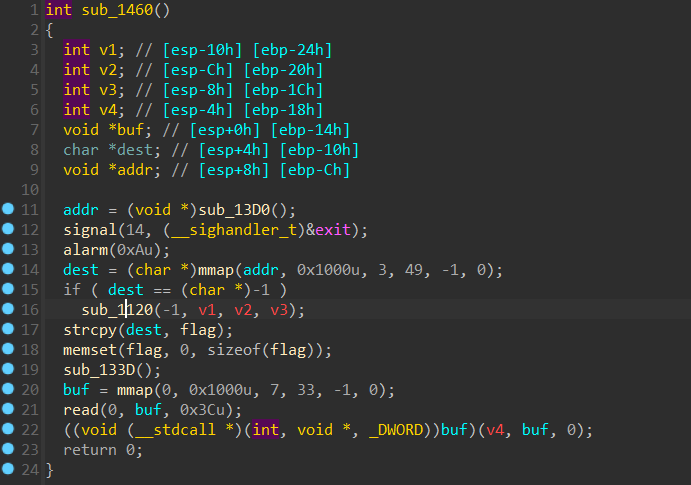 1 int sub_1460()
2 {
3 int v1; // [esp-10h] [ebp-24h]
4 int v2; // [esp-Ch] [ebp-20h]
5 int v3; // [esp-8h] [ebp-1Ch]
6 int v4; // [esp-4h] [ebp-18h]
7 void *buf; // [esp+0h] [ebp-14h]
8 char *dest; // [esp+4h] [ebp-10h]
9 void *addr; // [esp+8h] [ebp-Ch]
10
11 addr = (void *)sub_13D0();
12 signal(14, (__sighandler_t)&exit);
13 alarm(0xAu);
14 dest = (char *)mmap(addr, 0x1000u, 3, 49, -1, 0);
15 if ( dest == (char *)-1 )
16 sub_1120(-1, v1, v2, v3);
17 strcpy(dest, flag);
18 memset(flag, 0, sizeof(flag));
19 sub_133D();
20 buf = mmap(0, 0x1000u, 7, 33, -1, 0);
21 read(0, buf, 0x3Cu);
22 ((void (__stdcall *)(int, void *, _DWORD))buf)(v4, buf, 0);
23 return 0;
24 }